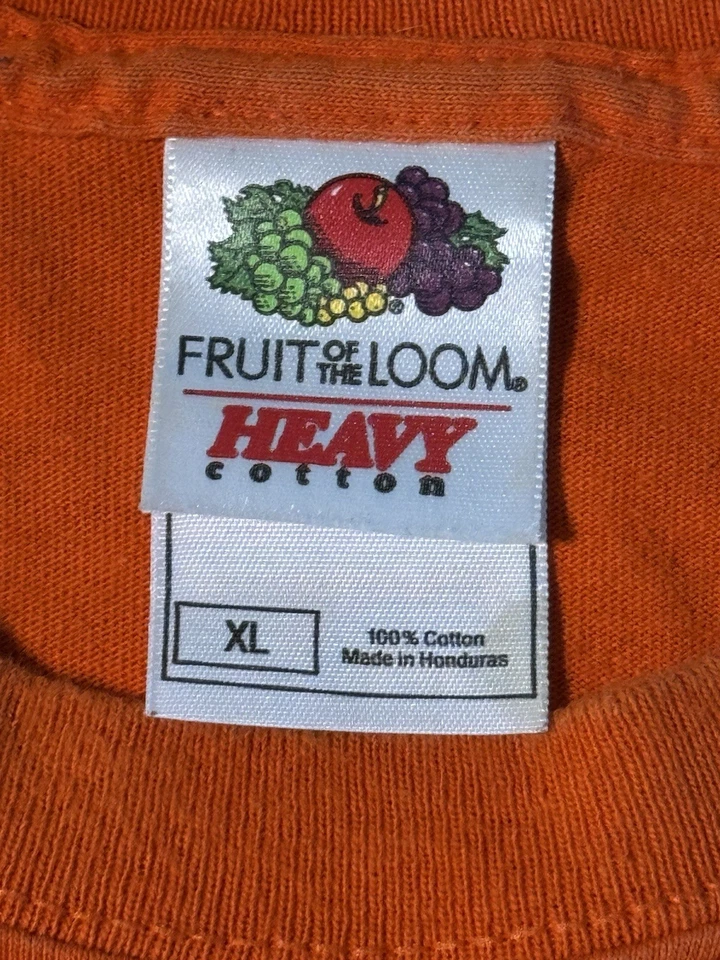 ®
FRUIT OF THE LOOM®
HEAVY
cotton
XL
100% Cotton
Made in Honduras